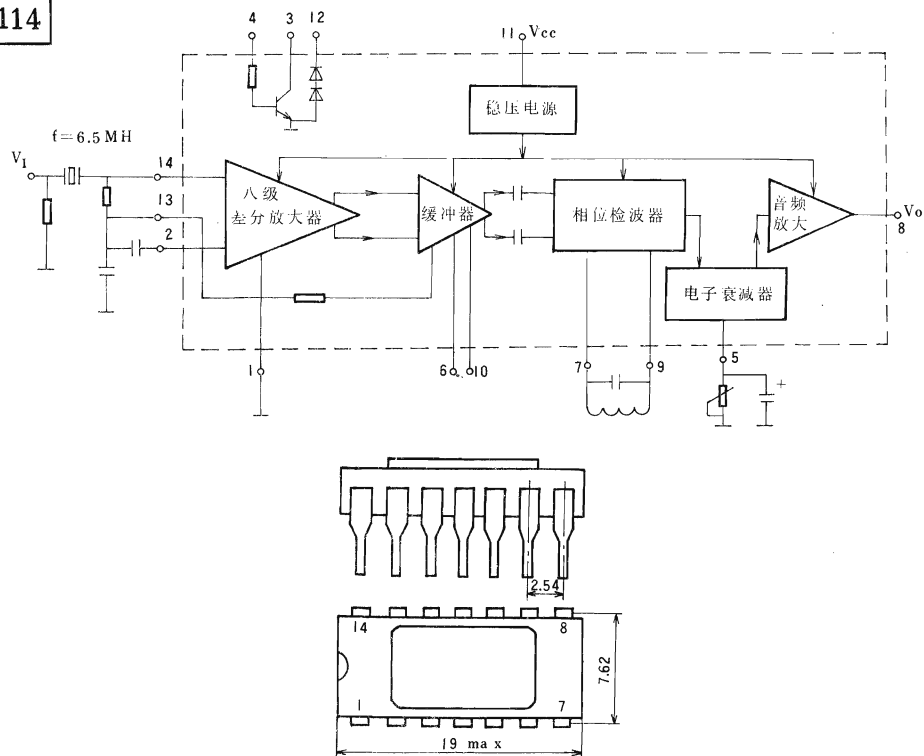 114
4 3 12
11 Vcc
稳压电源
f=6.5MH
VI
14
13
2
八级
差分放大器
缓冲器
相位检波器
音频
放大
Vo
8
电子衰减器
1
6 10
7 9
5
+
2.54
14 8
1 7
7.62
19 max